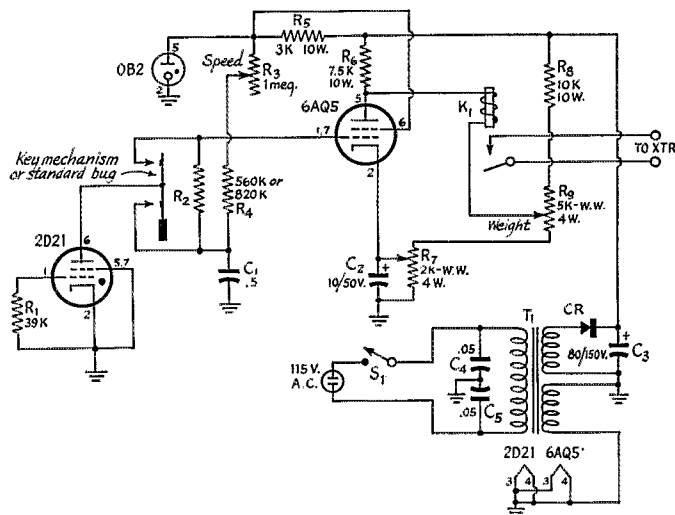 5
OB2
2
R5
3K 10W.
Speed
R3
1 meg.
R6
7.5K
10W.
6AQ5
5
6
1,7
2
K1
R8
10K
10W.
TO XTR
R9
5K-W.W.
4W.
Weight
Key mechanism
or standard bug
R2
560K or
820K
R4
C1
.5
2D21
6
5,7
1
2
R1
39K
C2
+
10/50V.
R7
2K-W.W.
4W.
115 V.
A.C.
S1
.05
C4
C5
.05
T1
CR
+
80/150V.
C3
2D21 6AQ5
3 4 3 4